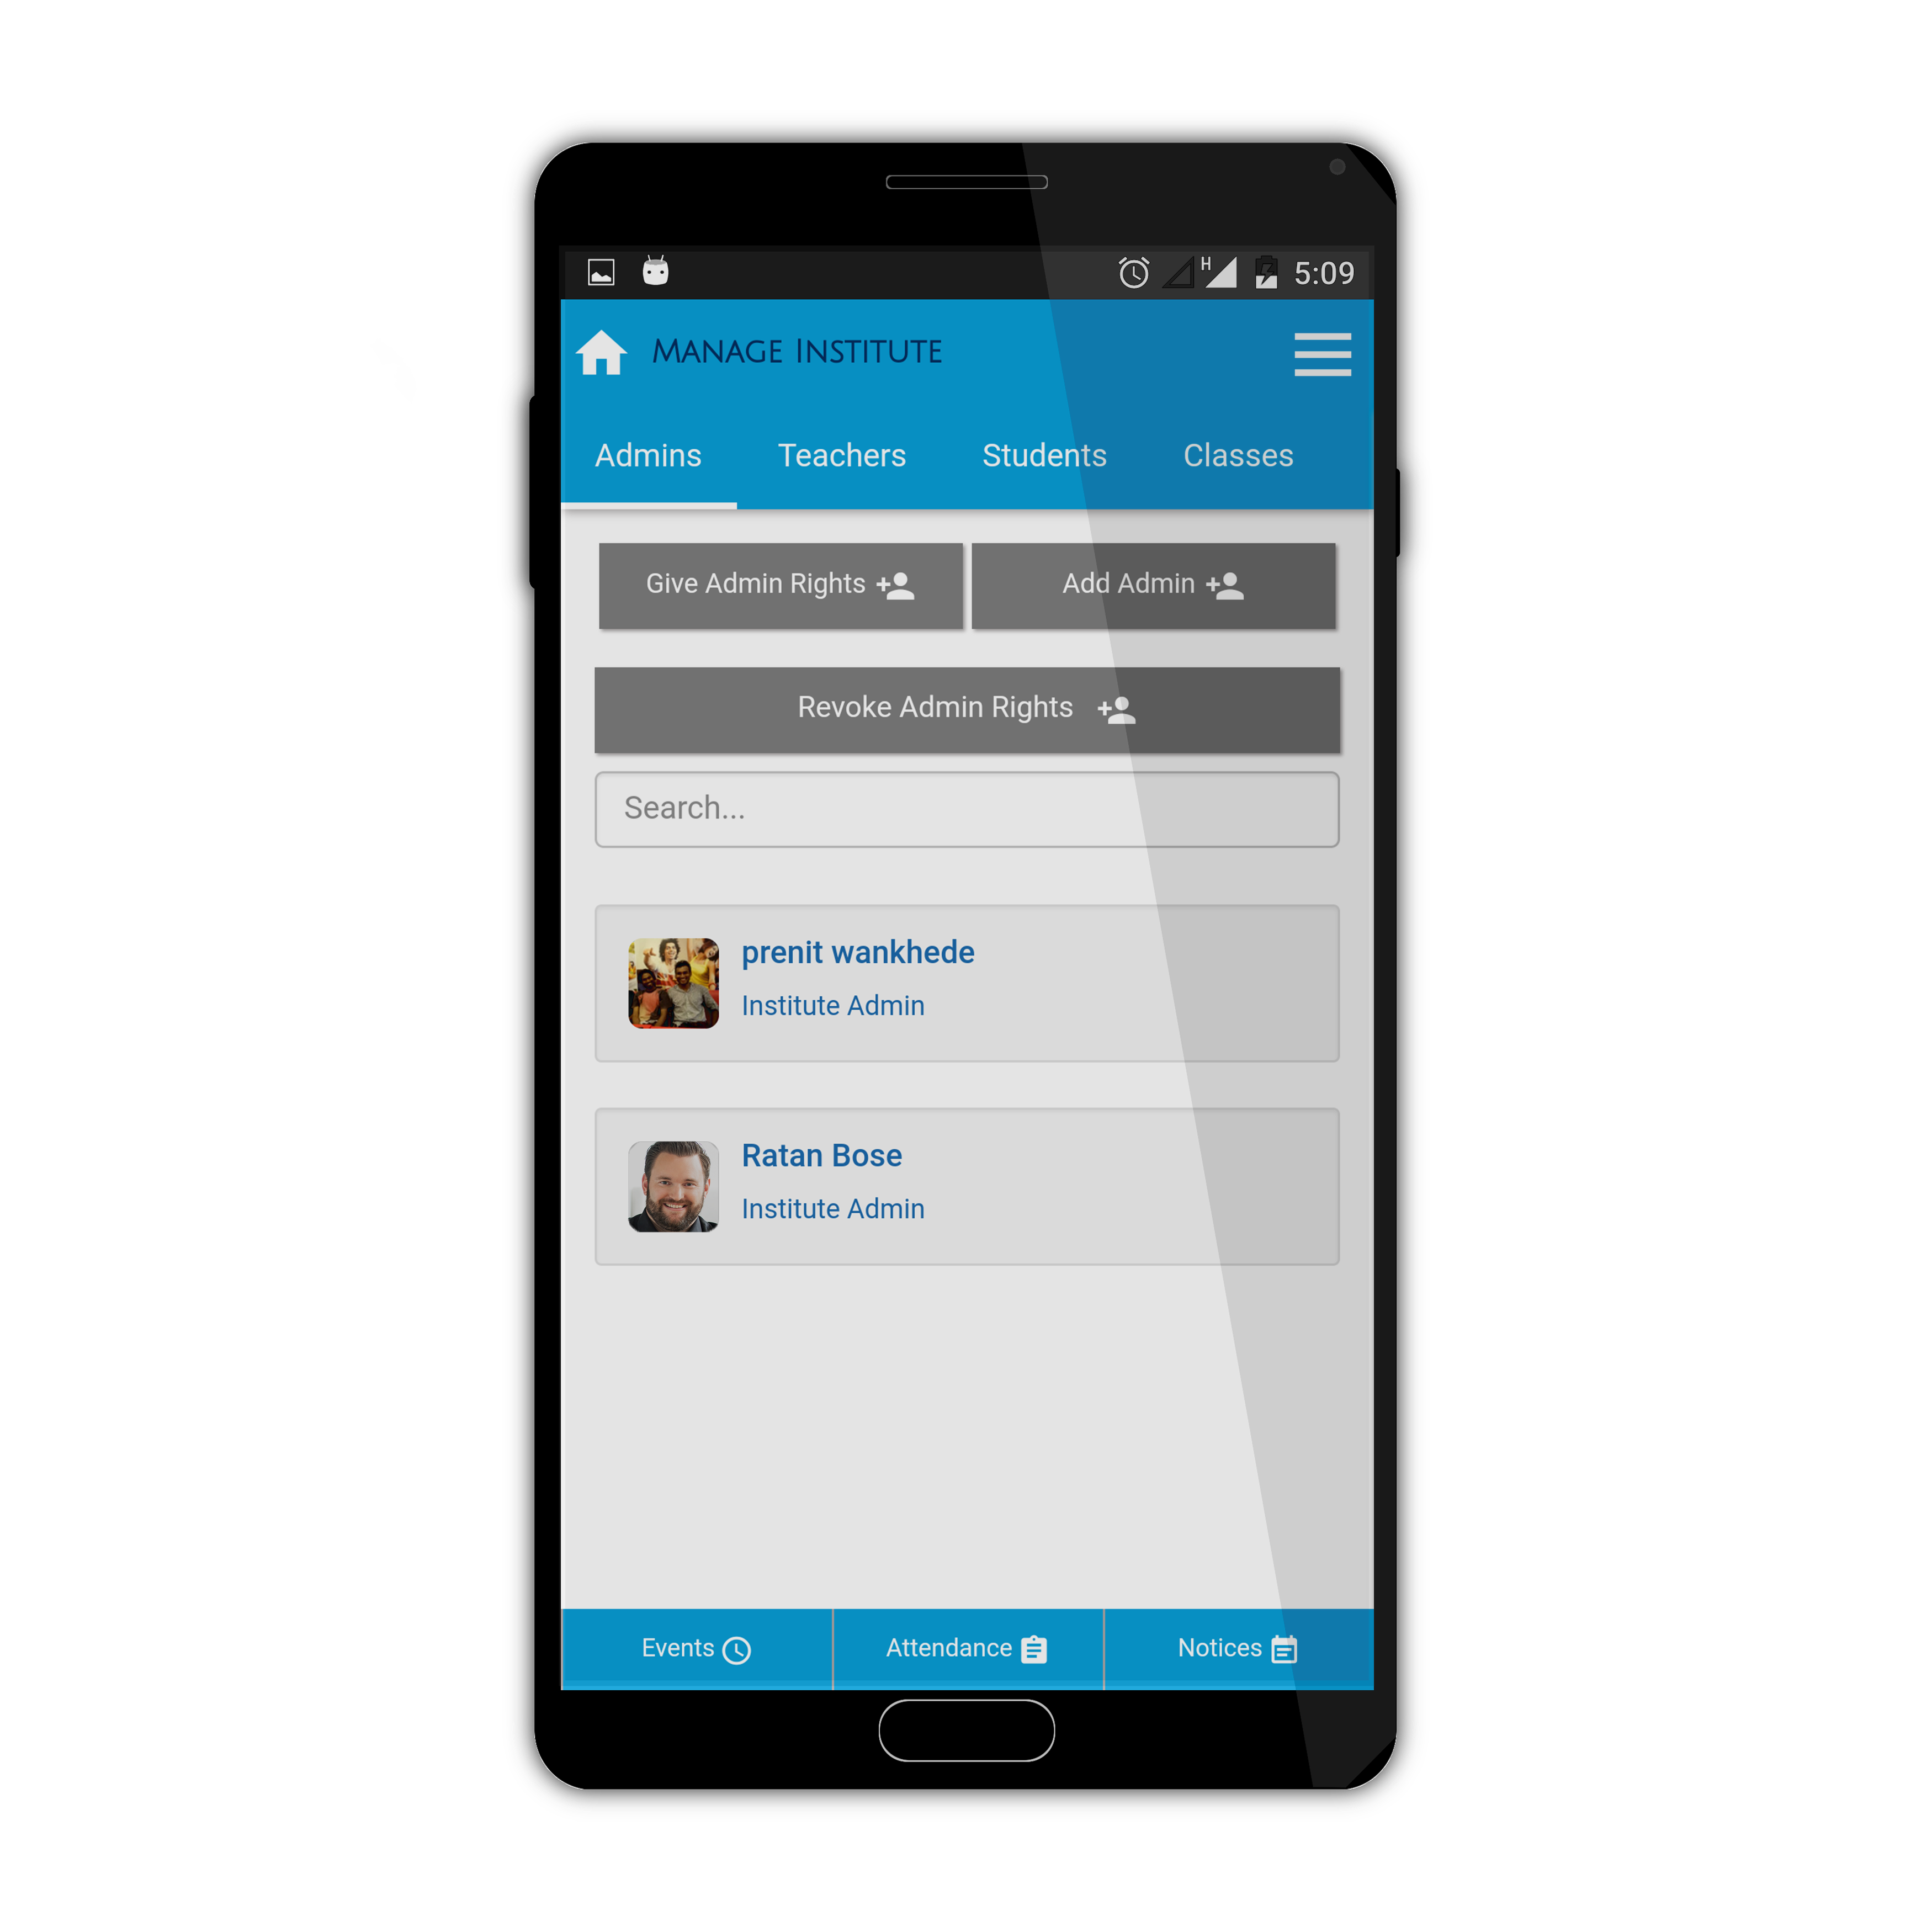 H 5:09
Manage Institute
Admins Teachers Students Classes
Give Admin Rights Add Admin
Revoke Admin Rights
Search...
prenit wankhede
Institute Admin
Ratan Bose
Institute Admin
Events Attendance Notices